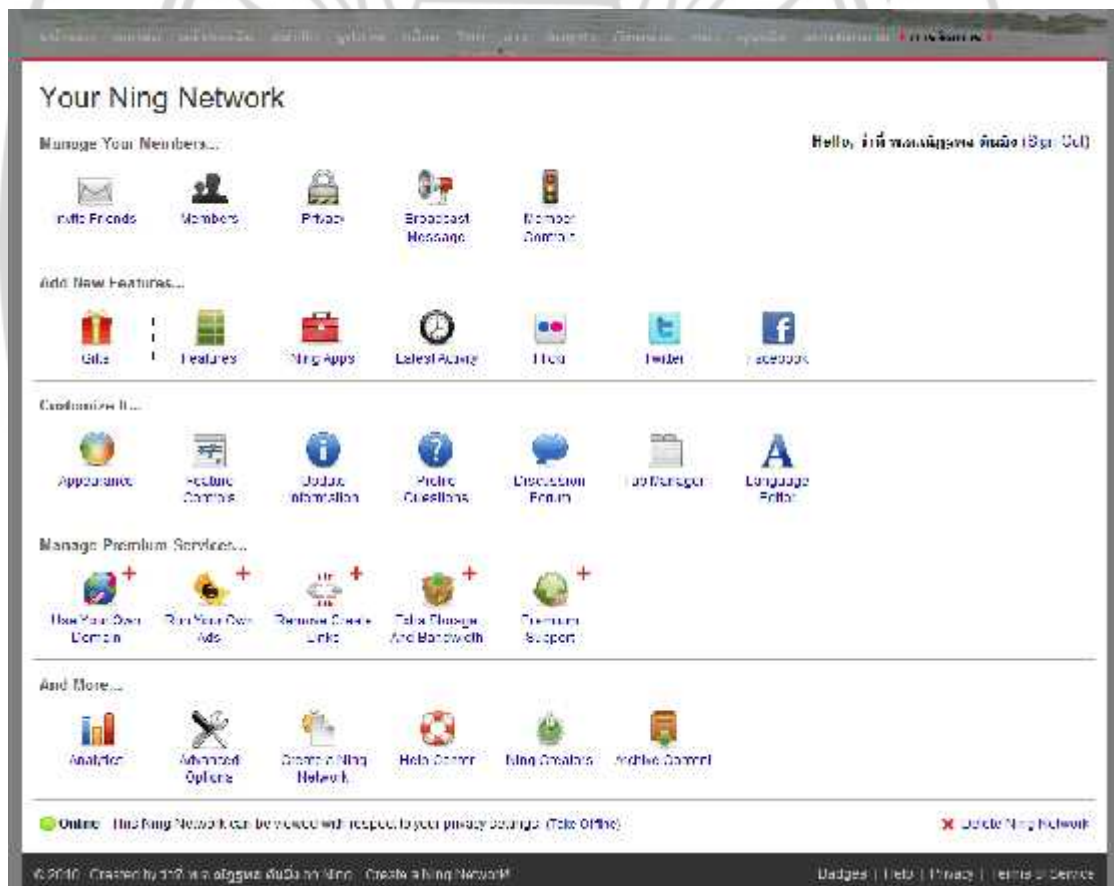 Your Ning Network
Manage Your Members...
Hello, (Sign Out)
Invite Friends
Members
Privacy
Broadcast Message
Member Controls
Add New Features...
Gifts
Features
Ning Apps
Latest Activity
Flickr
Twitter
Facebook
Customize It...
Appearance
Feature Controls
Update Information
Profile Questions
Discussion Forum
Tab Manager
Language Editor
Manage Premium Services...
Use Your Own Domain
Run Your Own Ads
Remove Create Links
Extra Storage And Bandwidth
Premium Support
And More...
Analytics
Advanced Options
Create a Ning Network
Help Center
Ning Creators
Archive Content
Online This Ning Network can be viewed with respect to your privacy settings. (Take Offline)
Delete Ning Network
© 2010 Created by on Ning. Create a Ning Network!
Badges | Help | Privacy | Terms of Service